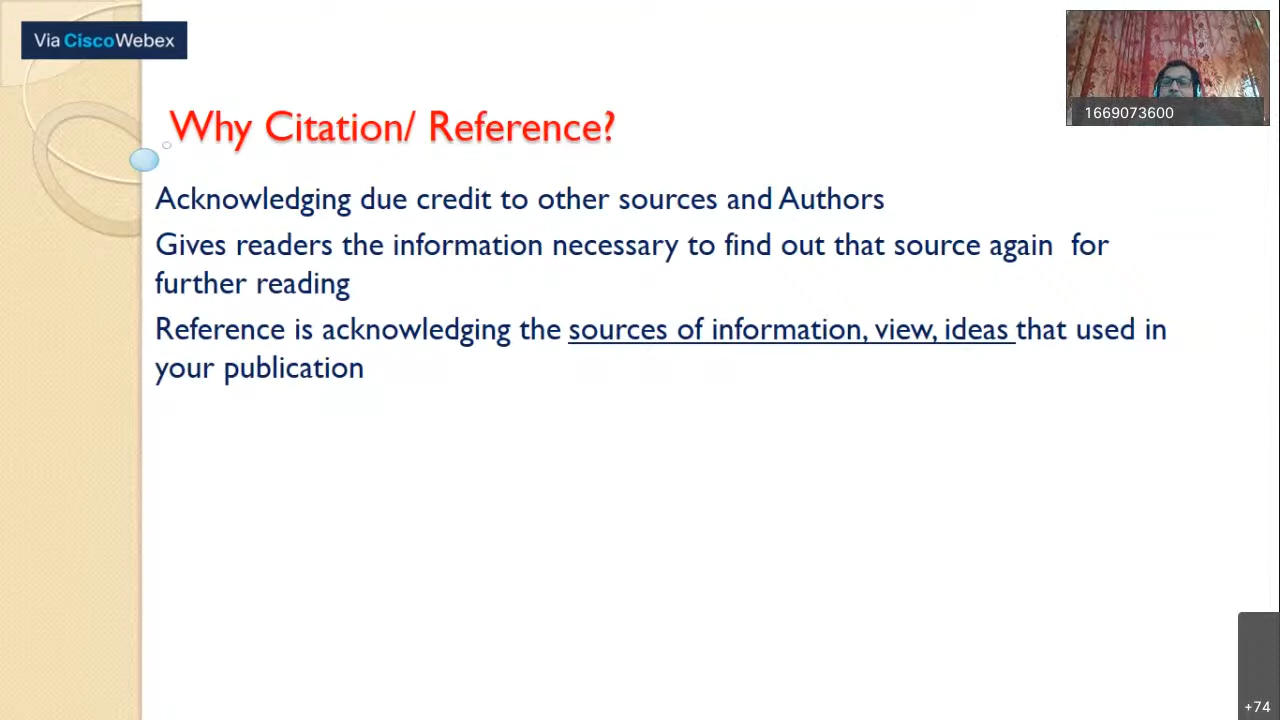 Via Cisco Webex
1669073600
Why Citation/ Reference?
Acknowledging due credit to other sources and Authors
Gives readers the information necessary to find out that source again for
further reading
Reference is acknowledging the sources of information, view, ideas that used in
your publication
+74